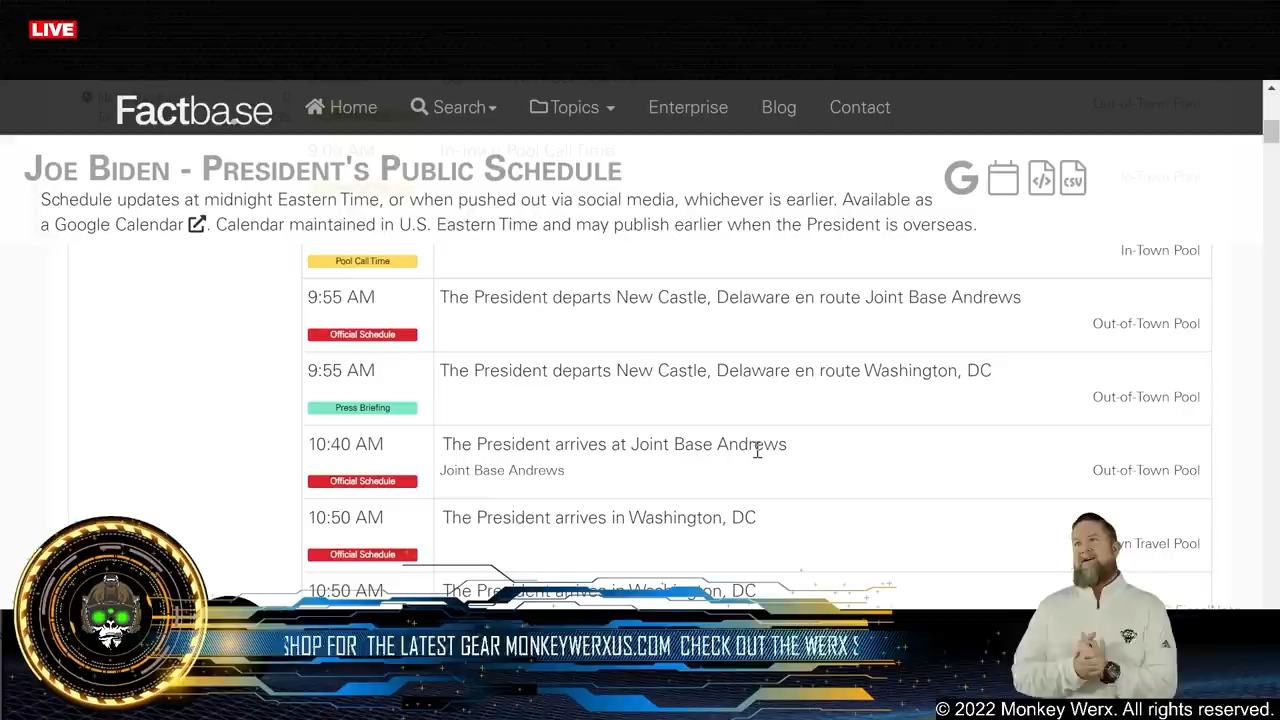 LIVE
Factbase
Home
Search
Topics
Enterprise
Blog
Contact
JOE BIDEN - PRESIDENT'S PUBLIC SCHEDULE
Schedule updates at midnight Eastern Time, or when pushed out via social media, whichever is earlier. Available as
a Google Calendar. Calendar maintained in U.S. Eastern Time and may publish earlier when the President is overseas.
CSV
In-Town Pool
Pool Call Time
9:55 AM The President departs New Castle, Delaware en route Joint Base Andrews
Official Schedule
Out-of-Town Pool
9:55 AM The President departs New Castle, Delaware en route Washington, DC
Press Briefing
Out-of-Town Pool
10:40 AM The President arrives at Joint Base Andrews
Joint Base Andrews
Out-of-Town Pool
Official Schedule
10:50 AM The President arrives in Washington, DC
Travel Pool
Official Schedule
10:50 AM The President arrives in Washington, DC
SHOP FOR THE LATEST GEAR MONKEYWERXUS.COM CHECK OUT THE WERX
© 2022 Monkey Werx. All rights reserved.